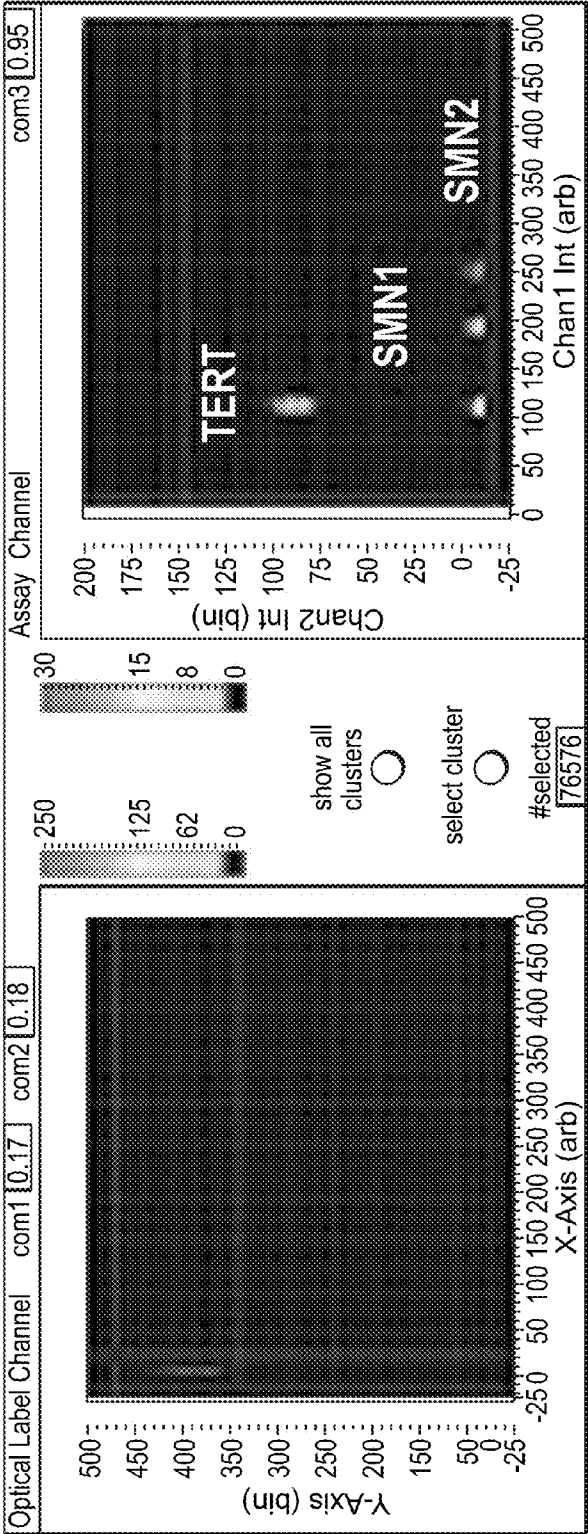 Optical Label Channel com1 0.17 com2 0.18
500
450
400
350
300
250
200
150
100
50
0
-25
Y-Axis (bin)
-25 0 50 100 150 200 250 300 350 400 450 500
X-Axis (arb)
250
125
62
0
30
15
8
0
show all
clusters
select cluster
#selected
76576
Assay Channel com3 0.95
200
175
150
125
100
75
50
25
0
-25
Chan2 Int (bin)
TERT
SMN1
SMN2
0 50 100 150 200 250 300 350 400 450 500
Chan1 Int (arb)